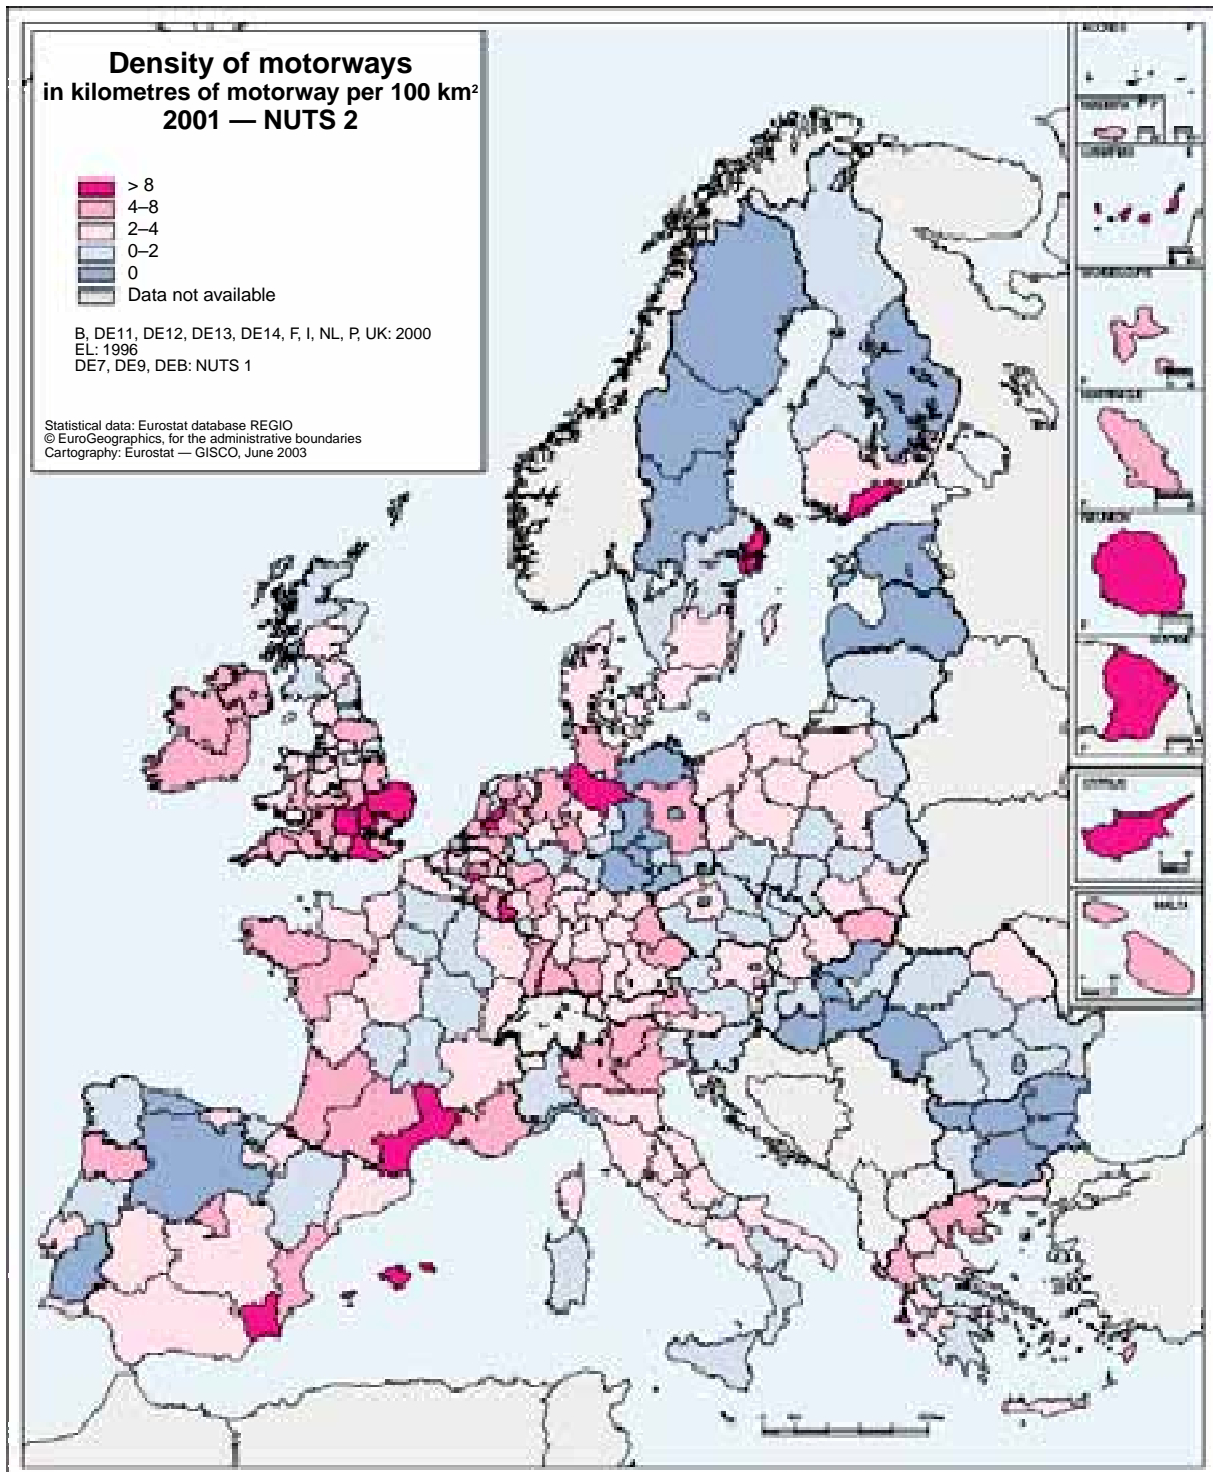 Density of motorways
in kilometres of motorway per 100 km²
2001 — NUTS 2
> 8
4–8
2–4
0–2
0
Data not available
B, DE11, DE12, DE13, DE14, F, I, NL, P, UK: 2000
EL: 1996
DE7, DE9, DEB: NUTS 1
Statistical data: Eurostat database REGIO
© EuroGeographics, for the administrative boundaries
Cartography: Eurostat — GISCO, June 2003
CYPRUS
MALTA